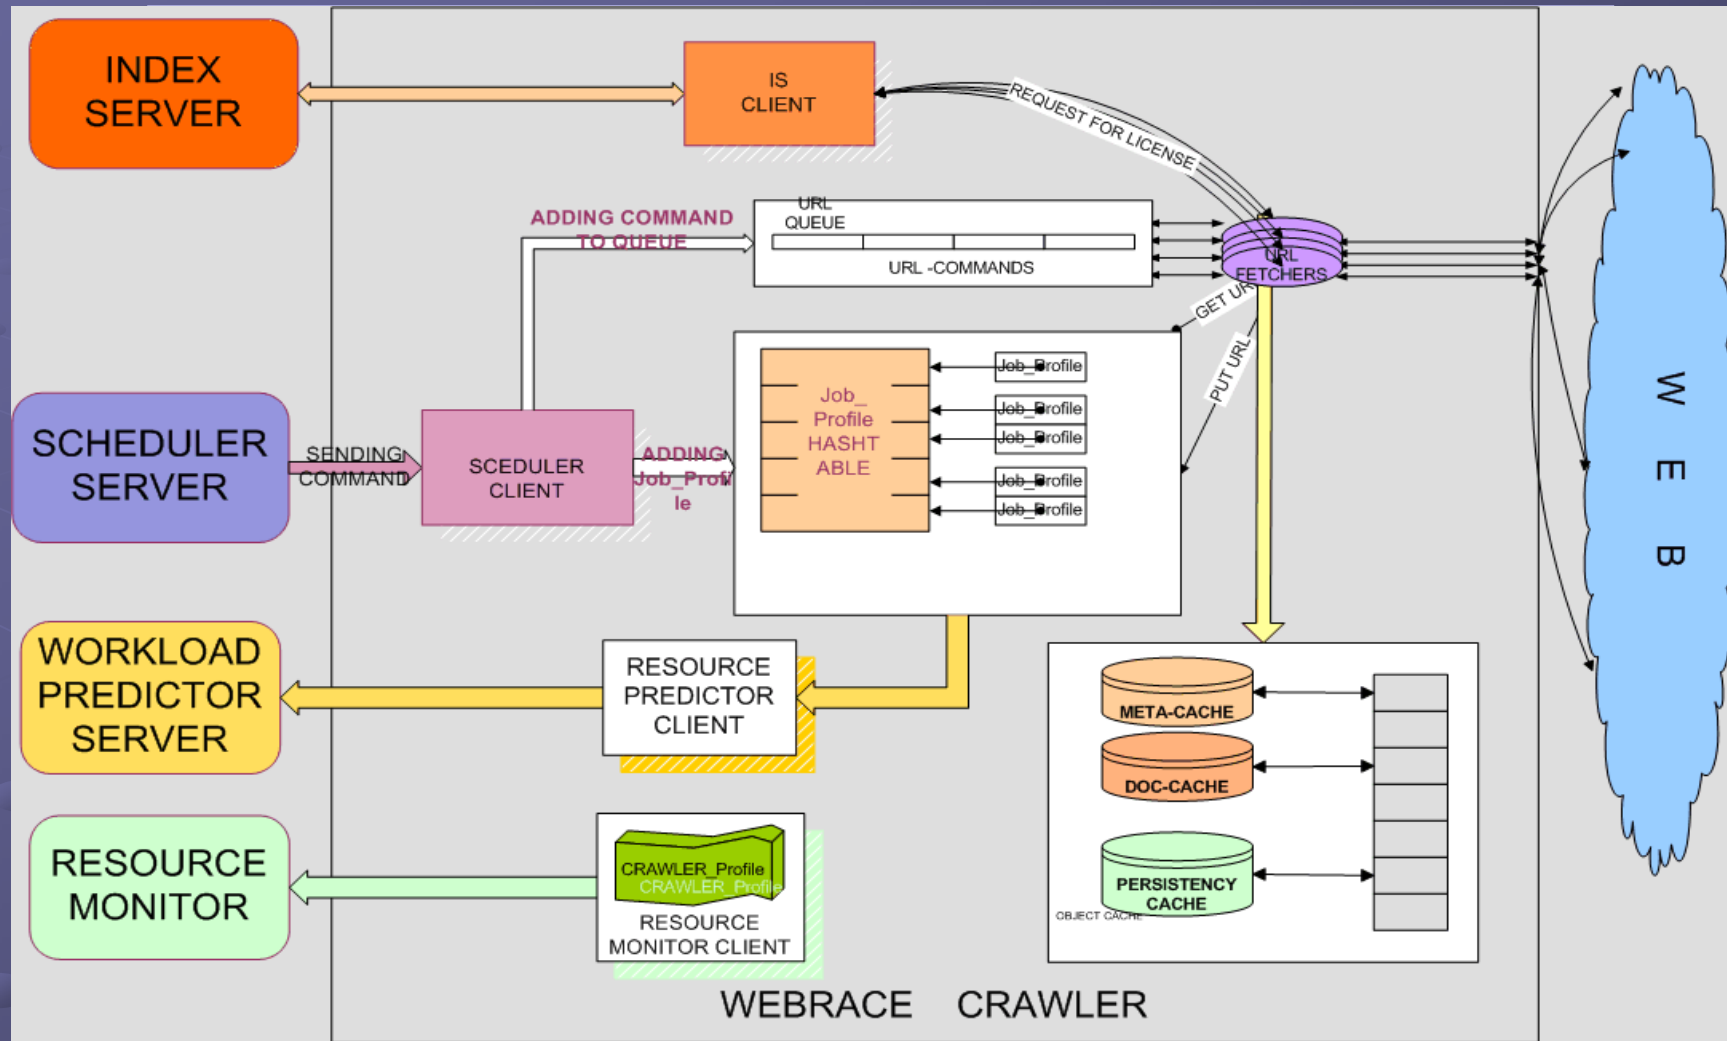 INDEX
SERVER
IS
CLIENT
REQUEST FOR LICENSE
ADDING COMMAND
TO QUEUE
URL
QUEUE
URL -COMMANDS
URL
FETCHERS
GET UR
PUT URL
SCHEDULER
SERVER
SENDING
COMMAND
SCEDULER
CLIENT
ADDING
Job_Profi
le
Job_
Profile
HASHT
ABLE
Job_Profile
Job_Profile
Job_Profile
Job_Profile
Job_Profile
W
E
B
WORKLOAD
PREDICTOR
SERVER
RESOURCE
PREDICTOR
CLIENT
META-CACHE
DOC-CACHE
PERSISTENCY
CACHE
OBJECT CACHE
RESOURCE
MONITOR
CRAWLER_Profile
CRAWLER_Profile
RESOURCE
MONITOR CLIENT
WEBRACE CRAWLER